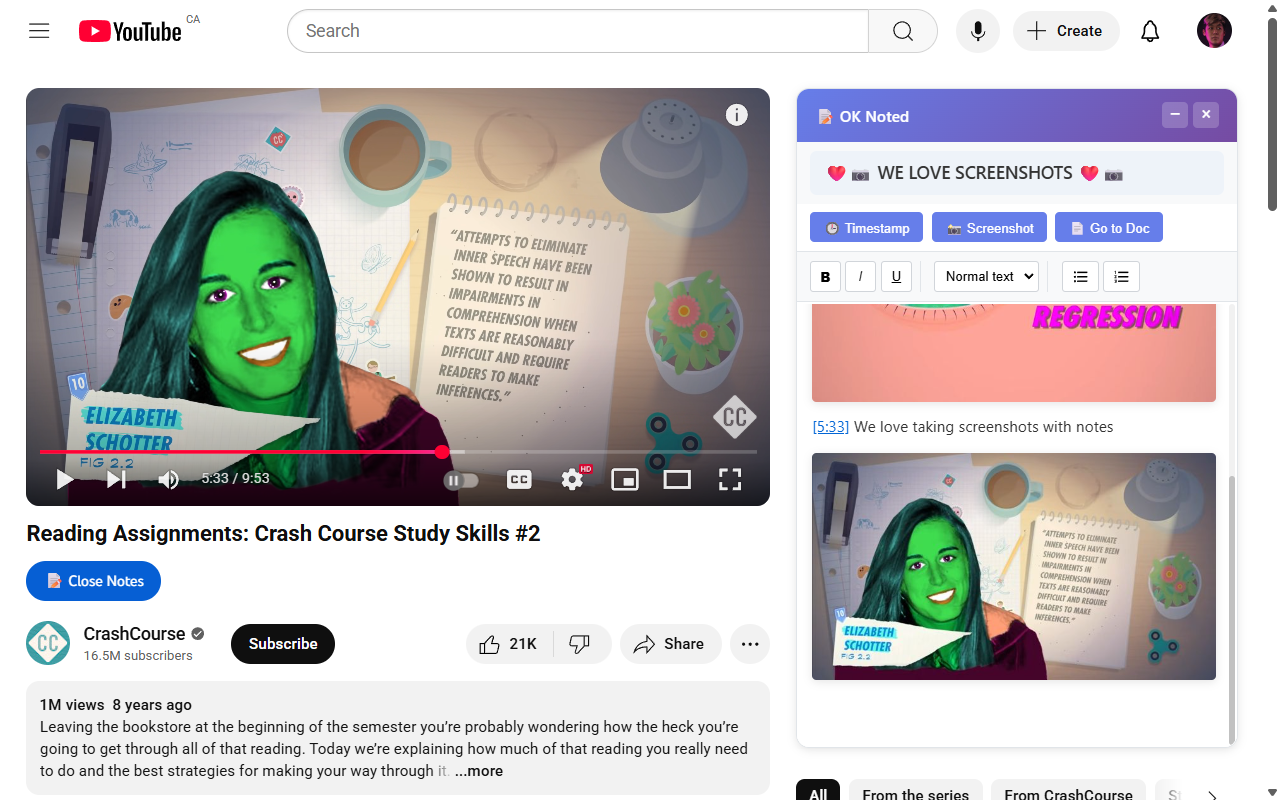 YouTube CA
Search
Create
“ATTEMPTS TO ELIMINATE
INNER SPEECH HAVE BEEN
SHOWN TO RESULT IN
IMPAIRMENTS IN
COMPREHENSION WHEN
TEXTS ARE REASONABLY
DIFFICULT AND REQUIRE
READERS TO MAKE
INFERENCES.”
CC
10
ELIZABETH
SCHOTTER
FIG 2.2
CC
5:33 / 9:53
CC
HD
Reading Assignments: Crash Course Study Skills #2
Close Notes
CC
CrashCourse
16.5M subscribers
Subscribe
21K
Share
1M views 8 years ago
Leaving the bookstore at the beginning of the semester you’re probably wondering how the heck you’re
going to get through all of that reading. Today we’re explaining how much of that reading you really need
to do and the best strategies for making your way through it. ...more
OK Noted
WE LOVE SCREENSHOTS
Timestamp
Screenshot
Go to Doc
B I U Normal text
REGRESSION
[5:33] We love taking screenshots with notes
“ATTEMPTS TO ELIMINATE
INNER SPEECH HAVE BEEN
SHOWN TO RESULT IN
IMPAIRMENTS IN
COMPREHENSION WHEN
TEXTS ARE REASONABLY
DIFFICULT AND REQUIRE
READERS TO MAKE
INFERENCES.”
10
ELIZABETH
SCHOTTER
FIG 2.2
All
From the series
From CrashCourse